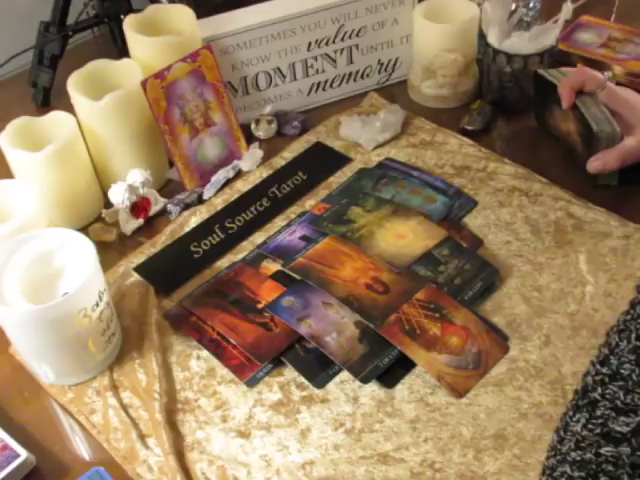 SOMETIMES YOU WILL NEVER
KNOW THE value OF A
MOMENT UNTIL IT
BECOMES A memory
Soul Source Tarot